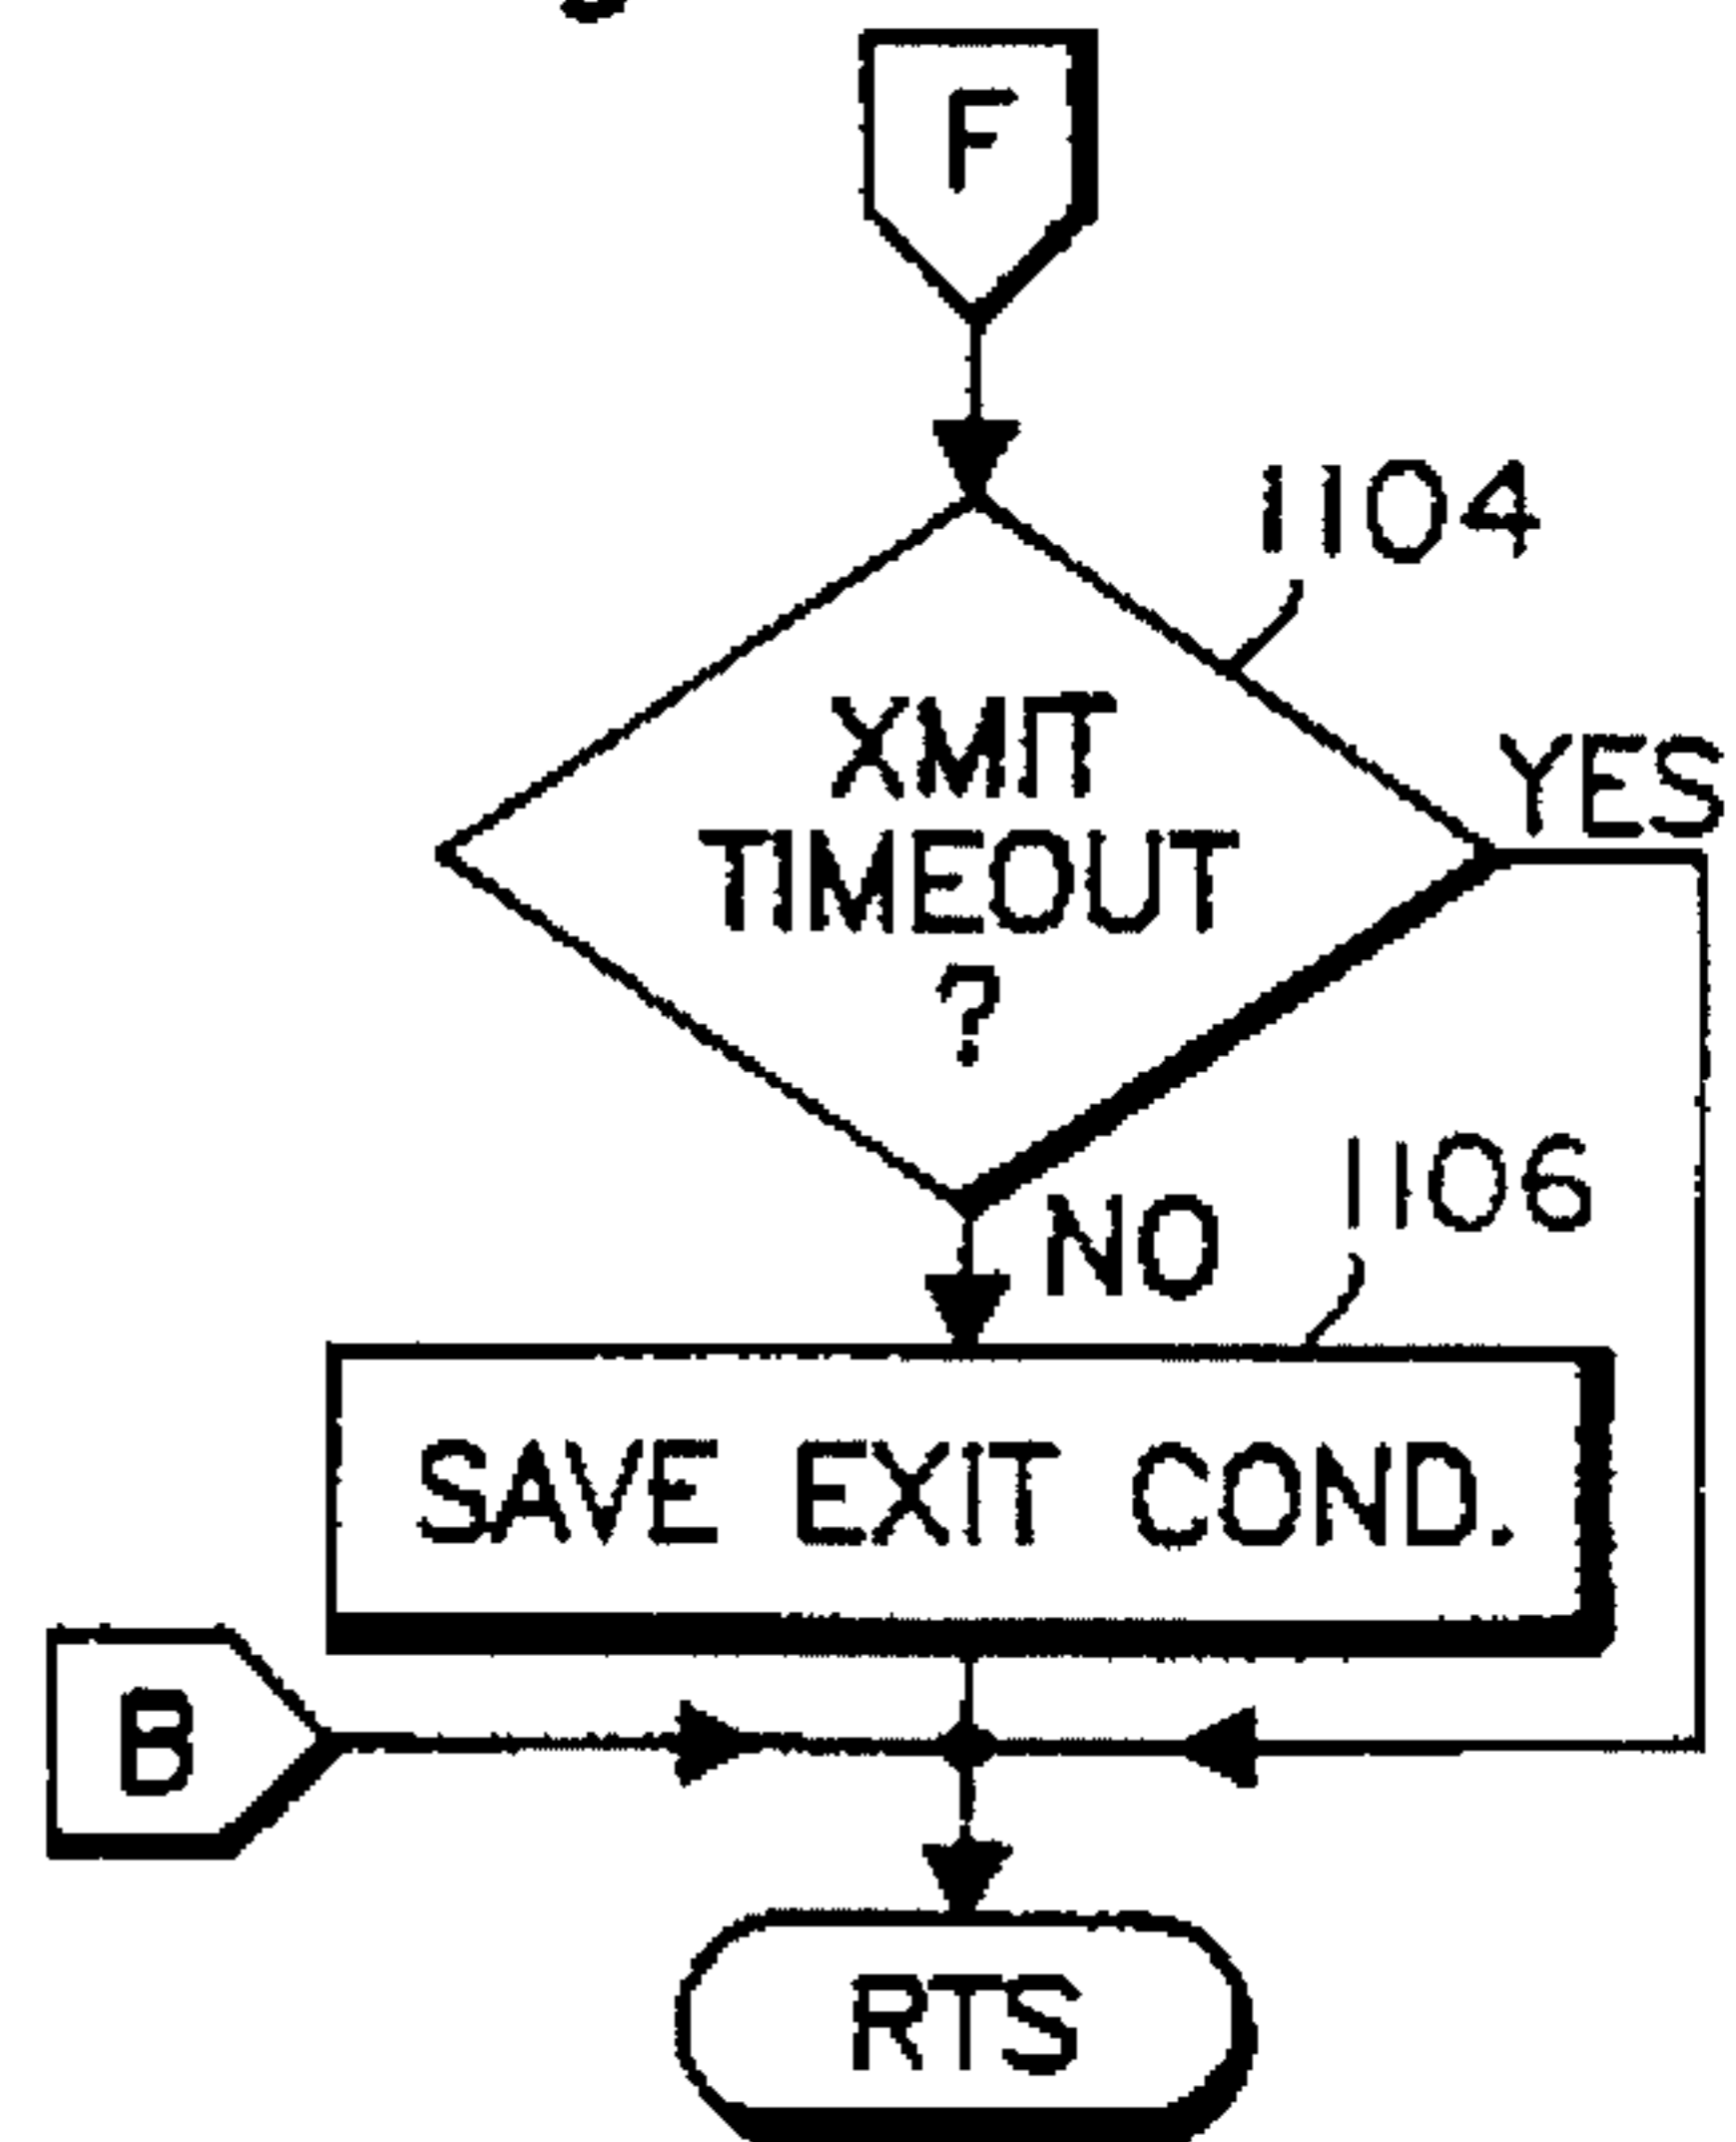 F
1104
XMIT
TIMEOUT
?
YES
NO
1106
SAVE EXIT COND.
B
RTS